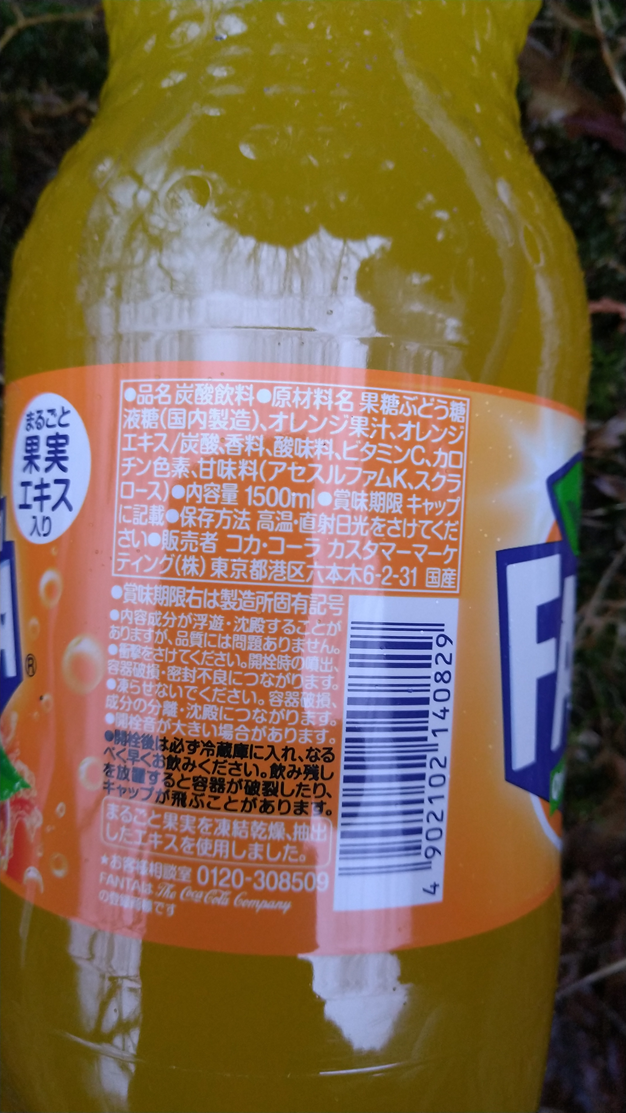 まるごと
果実
エキス
入り
●品名 炭酸飲料●原材料名 果糖ぶどう糖
液糖(国内製造)、オレンジ果汁、オレンジ
エキス/炭酸、香料、酸味料、ビタミンC、カロ
チン色素、甘味料(アセスルファムK、スクラ
ロース)●内容量 1500ml●賞味期限 キャップ
に記載●保存方法 高温・直射日光をさけてくだ
さい●販売者 コカ・コーラ カスタマーマーケ
ティング(株) 東京都港区六本木6-2-31 国産
●賞味期限右は製造所固有記号
●内容成分が浮遊・沈殿することが
ありますが、品質には問題ありません。
●衝撃をさけてください。開栓時の噴出、
容器破損・密封不良につながります。
●凍らせないでください。容器破損、
成分の分離・沈殿につながります。
●開栓音が大きい場合があります。
●開栓後は必ず冷蔵庫に入れ、なる
べく早くお飲みください。飲み残し
を放置すると容器が破裂したり、
キャップが飛ぶことがあります。
まるごと果実を凍結乾燥、抽出
したエキスを使用しました。
★お客様相談室 0120-308509
FANTAは The Coca-Cola Company
の登録商標です
4 902102 140829
A®
FA